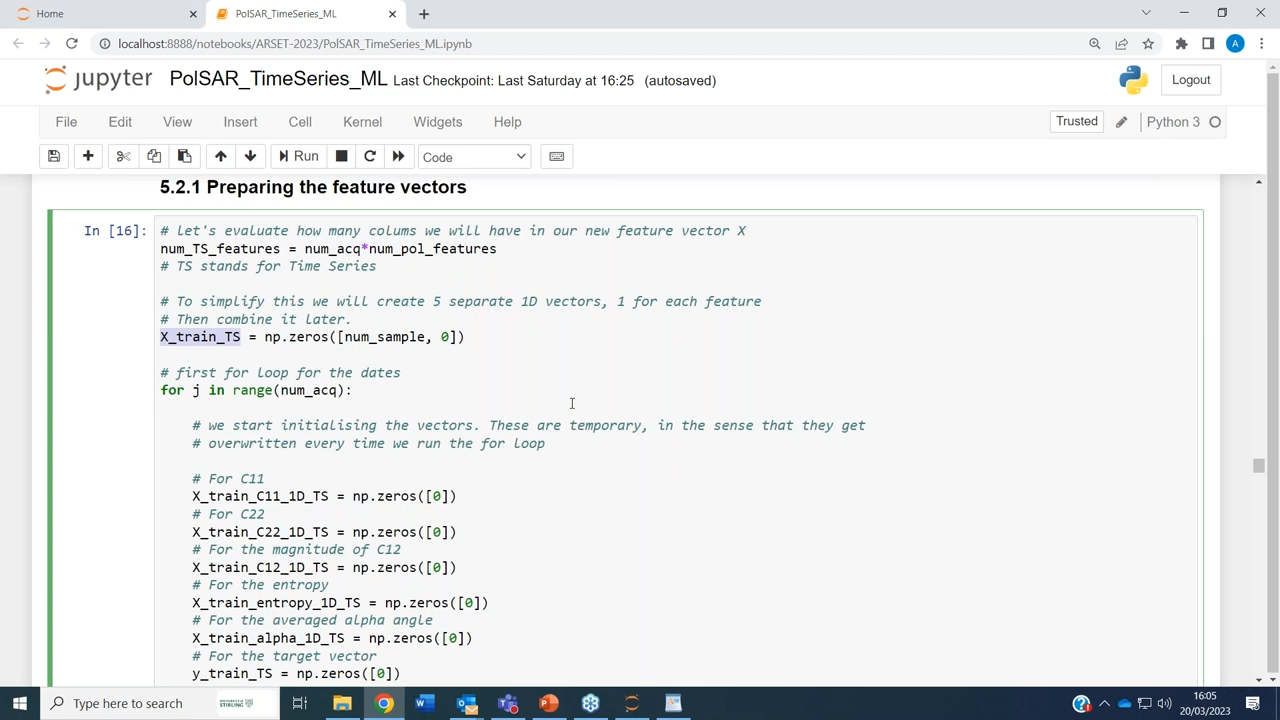 Home
PolSAR_TimeSeries_ML
localhost:8888/notebooks/ARSET-2023/PolSAR_TimeSeries_ML.ipynb
A
jupyter PolSAR_TimeSeries_ML Last Checkpoint: Last Saturday at 16:25 (autosaved)
Logout
File Edit View Insert Cell Kernel Widgets Help
Trusted
Python 3
Run
Code
5.2.1 Preparing the feature vectors
In [16]:
# let's evaluate how many colums we will have in our new feature vector X
num_TS_features = num_acq*num_pol_features
# TS stands for Time Series
# To simplify this we will create 5 separate 1D vectors, 1 for each feature
# Then combine it later.
X_train_TS = np.zeros([num_sample, 0])
# first for loop for the dates
for j in range(num_acq):
# we start initialising the vectors. These are temporary, in the sense that they get
# overwritten every time we run the for loop
# For C11
X_train_C11_1D_TS = np.zeros([0])
# For C22
X_train_C22_1D_TS = np.zeros([0])
# For the magnitude of C12
X_train_C12_1D_TS = np.zeros([0])
# For the entropy
X_train_entropy_1D_TS = np.zeros([0])
# For the averaged alpha angle
X_train_alpha_1D_TS = np.zeros([0])
# For the target vector
y_train_TS = np.zeros([0])
Type here to search
16:05
20/03/2023